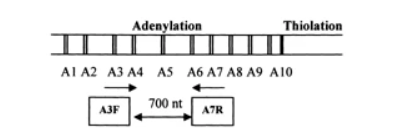 Adenylation Thiolation
A1 A2 A3 A4 A5 A6 A7 A8 A9 A10
700 nt
A3F A7R